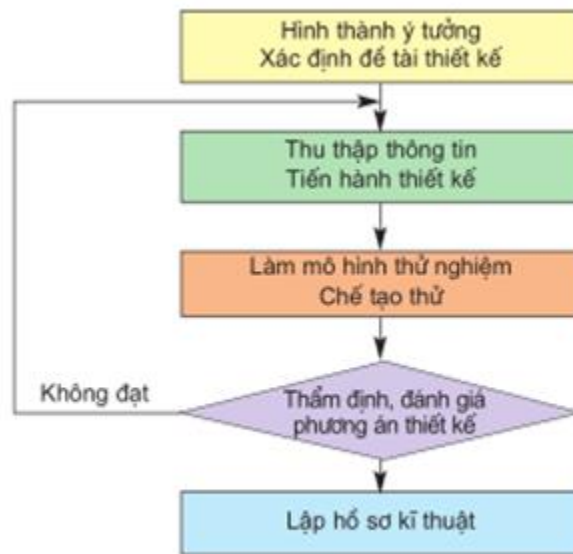 Hình thành ý tưởng
Xác định để tài thiết kế
Thu thập thông tin
Tiến hành thiết kế
Làm mô hình thử nghiệm
Chế tạo thử
Không đạt
Thẩm định, đánh giá
phương án thiết kế
Lập hồ sơ kĩ thuật